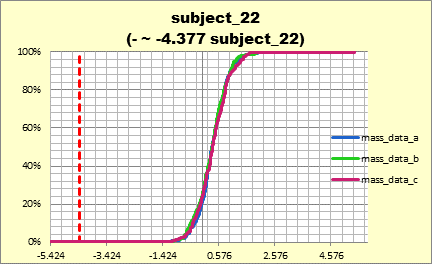 subject_22
(- ~ -4.377 subject_22)
100%
80%
60%
40%
20%
0%
-5.424 -3.424 -1.424 0.576 2.576 4.576
mass_data_a
mass_data_b
mass_data_c